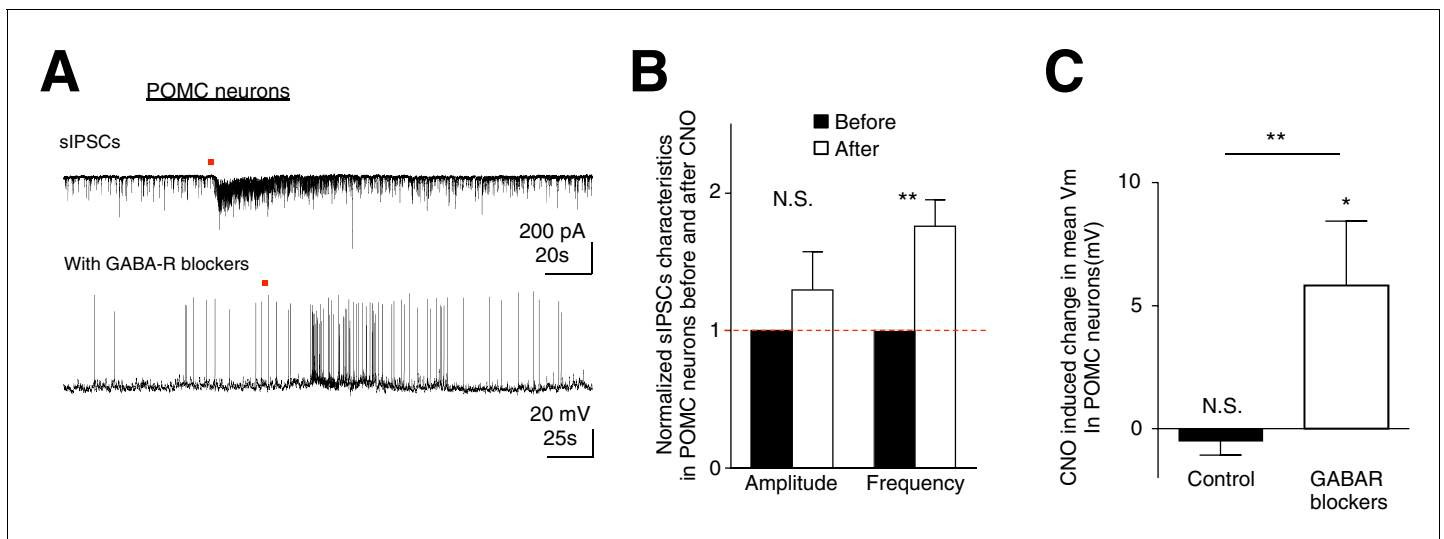 A
POMC neurons
sIPSCs
200 pA
20s
With GABA-R blockers
20 mV
25s
B
Normalized sIPSCs characteristics
in POMC neurons before and after CNO
Before
After
2
1
0
N.S.
**
Amplitude
Frequency
C
CNO induced change in mean Vm
In POMC neurons(mV)
**
10
5
0
*
N.S.
Control
GABAR
blockers